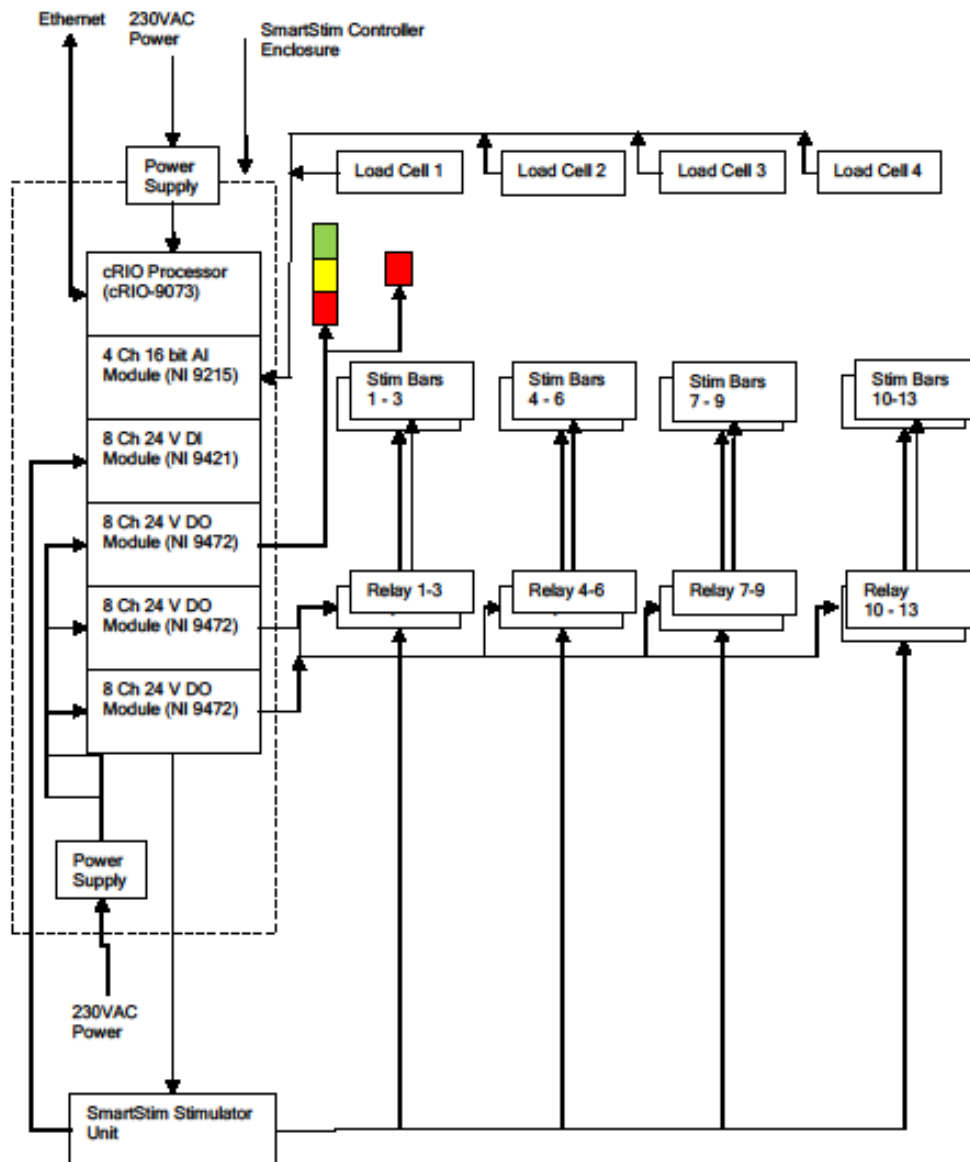 Ethernet
230VAC
Power
SmartStim Controller
Enclosure
Power
Supply
Load Cell 1
Load Cell 2
Load Cell 3
Load Cell 4
cRIO Processor
(cRIO-9073)
4 Ch 16 bit AI
Module (NI 9215)
8 Ch 24 V DI
Module (NI 9421)
8 Ch 24 V DO
Module (NI 9472)
8 Ch 24 V DO
Module (NI 9472)
8 Ch 24 V DO
Module (NI 9472)
Stim Bars
1 - 3
Stim Bars
4 - 6
Stim Bars
7 - 9
Stim Bars
10-13
Relay 1-3
Relay 4-6
Relay 7-9
Relay
10 - 13
Power
Supply
230VAC
Power
SmartStim Stimulator
Unit